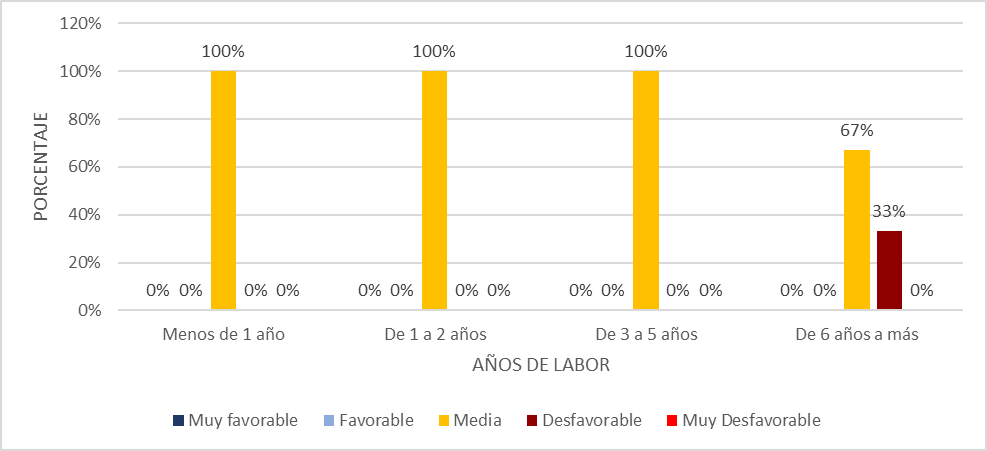 120%
100%
80%
60%
40%
20%
0%
PORCENTAJE
100%
100%
100%
67%
33%
0% 0% 0% 0%
0% 0% 0% 0%
0% 0% 0% 0%
0% 0% 0%
Menos de 1 año
De 1 a 2 años
De 3 a 5 años
De 6 años a más
AÑOS DE LABOR
Muy favorable
Favorable
Media
Desfavorable
Muy Desfavorable